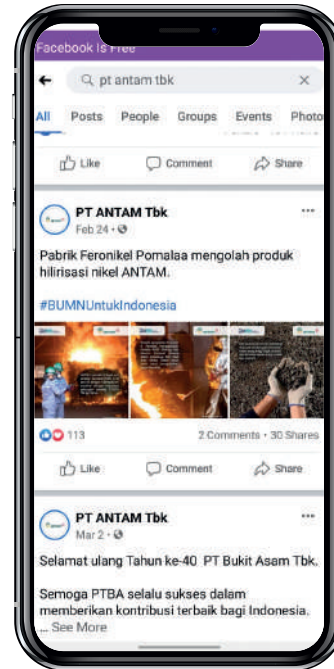 Facebook Is Free
pt antam tbk
All Posts People Groups Events Photo
Like Comment Share
PT ANTAM Tbk
Feb 24
Pabrik Feronikel Pomalaa mengolah produk
hilirisasi nikel ANTAM.
#BUMNUntukIndonesia
113 2 Comments • 30 Shares
Like Comment Share
PT ANTAM Tbk
Mar 2
Selamat ulang Tahun ke-40 PT Bukit Asam Tbk.
Semoga PTBA selalu sukses dalam
memberikan kontribusi terbaik bagi Indonesia.
... See More